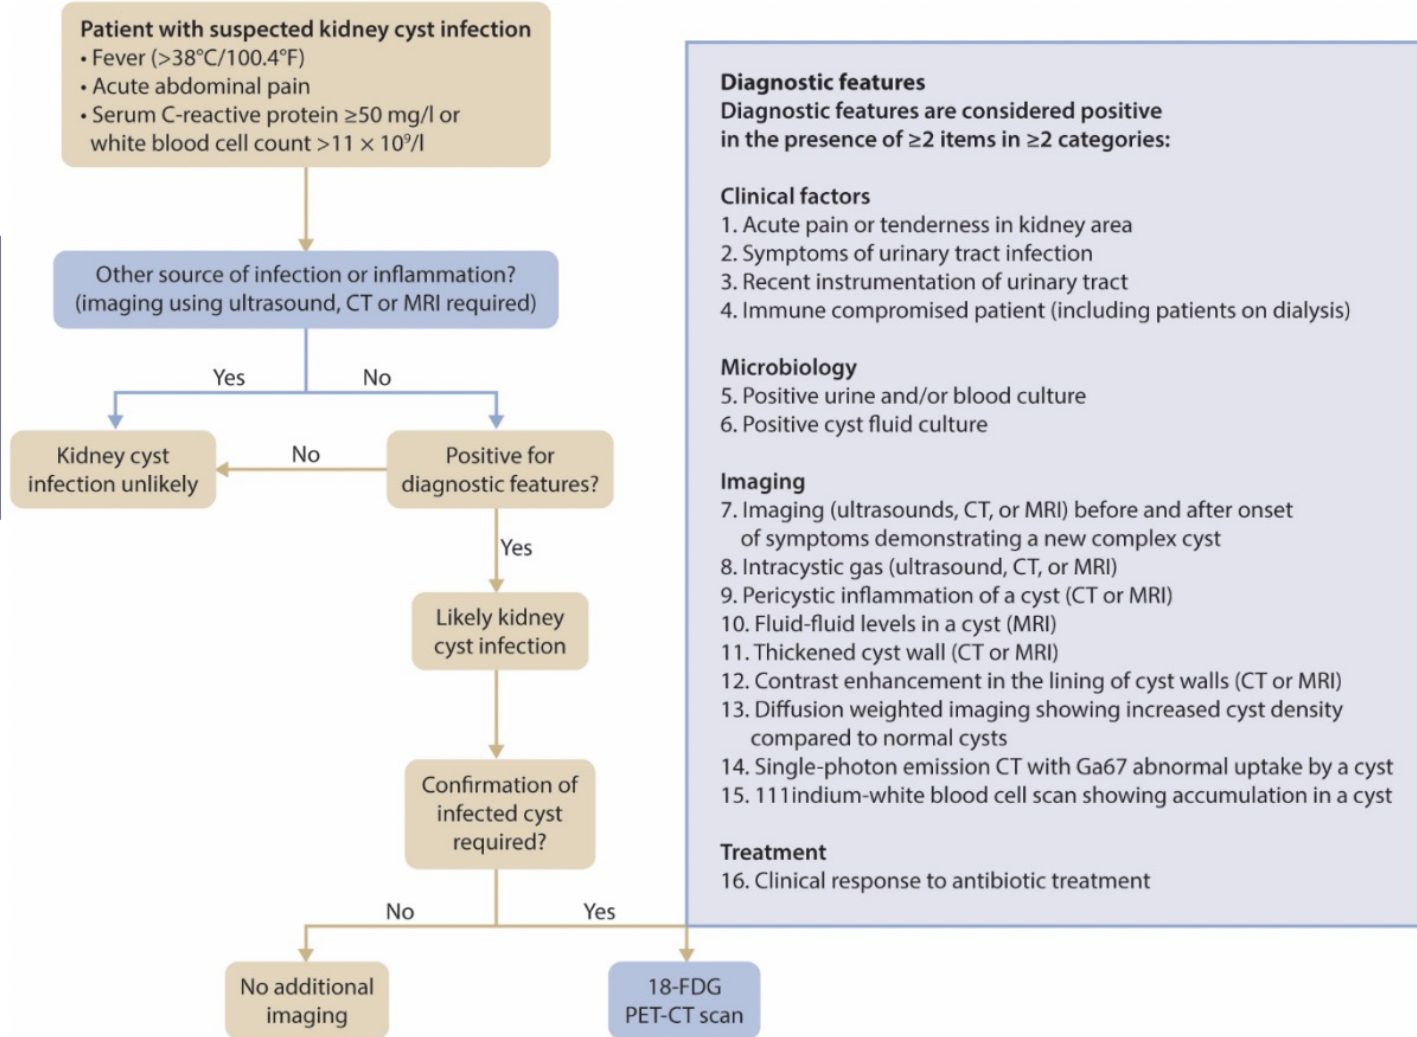 Patient with suspected kidney cyst infection
• Fever (>38°C/100.4°F)
• Acute abdominal pain
• Serum C-reactive protein ≥50 mg/l or
white blood cell count >11 × 10⁹/l
Other source of infection or inflammation?
(imaging using ultrasound, CT or MRI required)
Yes
No
Kidney cyst
infection unlikely
No
Positive for
diagnostic features?
Yes
Likely kidney
cyst infection
Confirmation of
infected cyst
required?
No
Yes
No additional
imaging
18-FDG
PET-CT scan
Diagnostic features
Diagnostic features are considered positive
in the presence of ≥2 items in ≥2 categories:
Clinical factors
1. Acute pain or tenderness in kidney area
2. Symptoms of urinary tract infection
3. Recent instrumentation of urinary tract
4. Immune compromised patient (including patients on dialysis)
Microbiology
5. Positive urine and/or blood culture
6. Positive cyst fluid culture
Imaging
7. Imaging (ultrasounds, CT, or MRI) before and after onset
of symptoms demonstrating a new complex cyst
8. Intracystic gas (ultrasound, CT, or MRI)
9. Pericystic inflammation of a cyst (CT or MRI)
10. Fluid-fluid levels in a cyst (MRI)
11. Thickened cyst wall (CT or MRI)
12. Contrast enhancement in the lining of cyst walls (CT or MRI)
13. Diffusion weighted imaging showing increased cyst density
compared to normal cysts
14. Single-photon emission CT with Ga67 abnormal uptake by a cyst
15. 111indium-white blood cell scan showing accumulation in a cyst
Treatment
16. Clinical response to antibiotic treatment